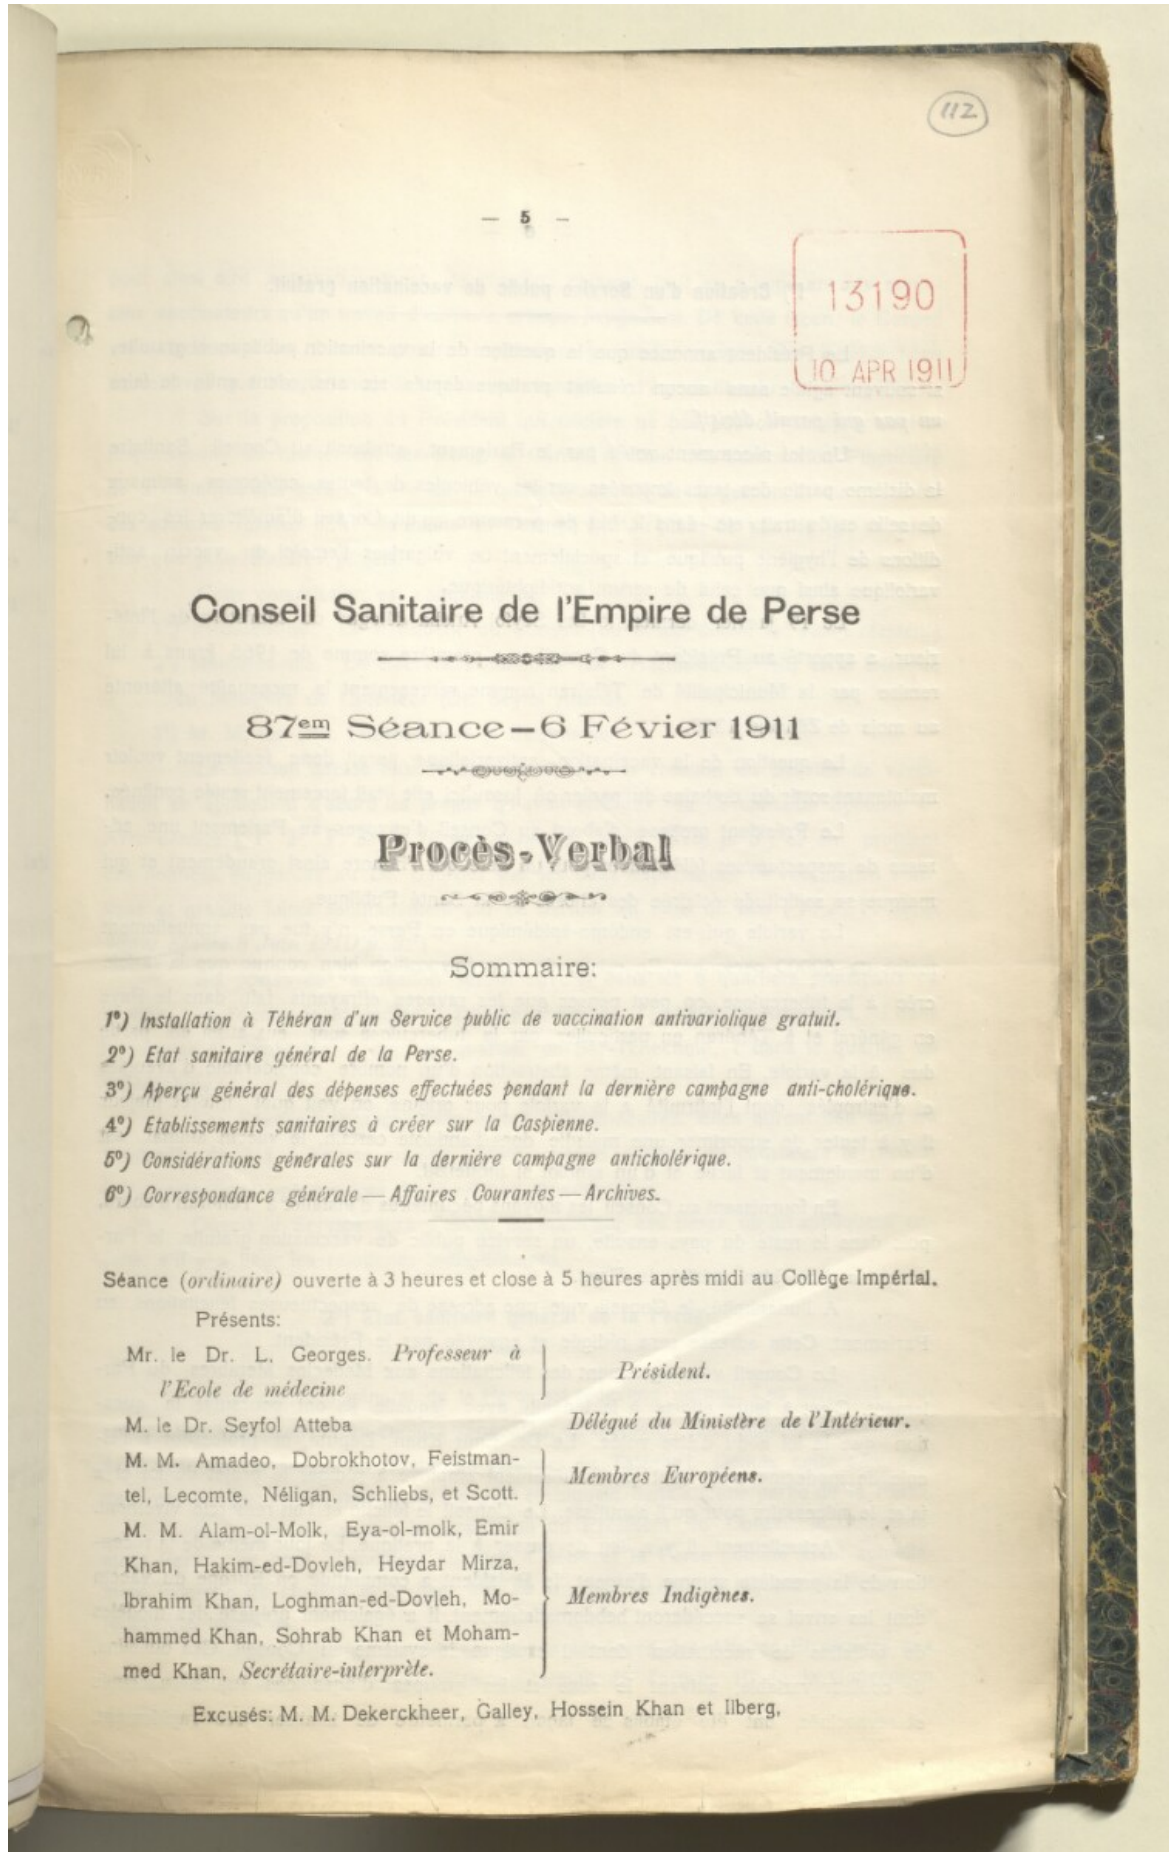 112
— 5 —
13190
10 APR 1911
Conseil Sanitaire de l'Empire de Perse
87em Séance — 6 Févier 1911
Procès-Verbal
Sommaire:
1º) Installation à Téhéran d'un Service public de vaccination antivariolique gratuit.
2º) Etat sanitaire général de la Perse.
3º) Aperçu général des dépenses effectuées pendant la dernière campagne anti-cholérique.
4º) Etablissements sanitaires à créer sur la Caspienne.
5º) Considérations générales sur la dernière campagne anticholérique.
6º) Correspondance générale — Affaires Courantes — Archives.
Séance (ordinaire) ouverte à 3 heures et close à 5 heures après midi au Collège Impérial.
Présents:
Mr. le Dr. L. Georges. Professeur à
l'Ecole de médecine
Président.
M. le Dr. Seyfol Atteba
Délégué du Ministère de l'Intérieur.
M. M. Amadeo, Dobrokhotov, Feistman-
tel, Lecomte, Néligan, Schliebs, et Scott.
Membres Européens.
M. M. Alam-ol-Molk, Eya-ol-molk, Emir
Khan, Hakim-ed-Dovleh, Heydar Mirza,
Ibrahim Khan, Loghman-ed-Dovleh, Mo-
hammed Khan, Sohrab Khan et Moham-
med Khan, Secrétaire-interprète.
Membres Indigènes.
Excusés: M. M. Dekerckheer, Galley, Hossein Khan et Ilberg,